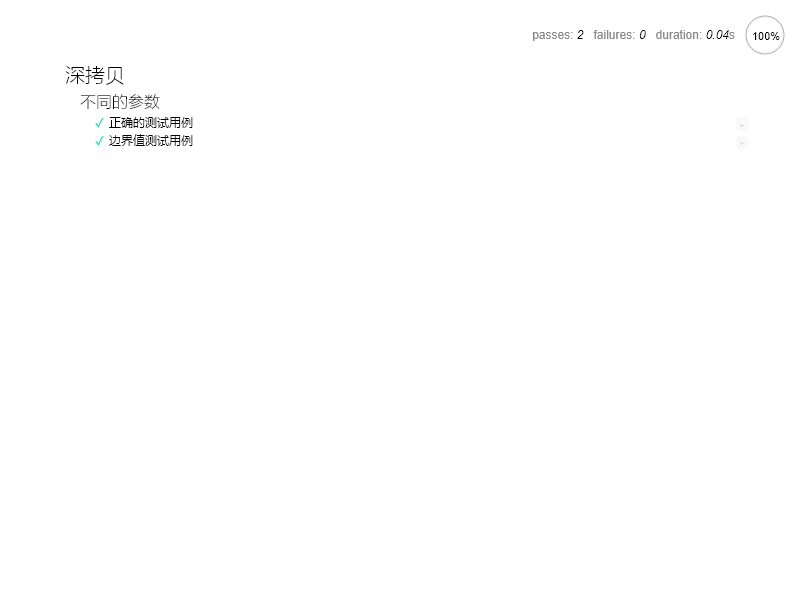 passes: 2 failures: 0 duration: 0.04s 100%
深拷贝
不同的参数
✓ 正确的测试用例
✓ 边界值测试用例